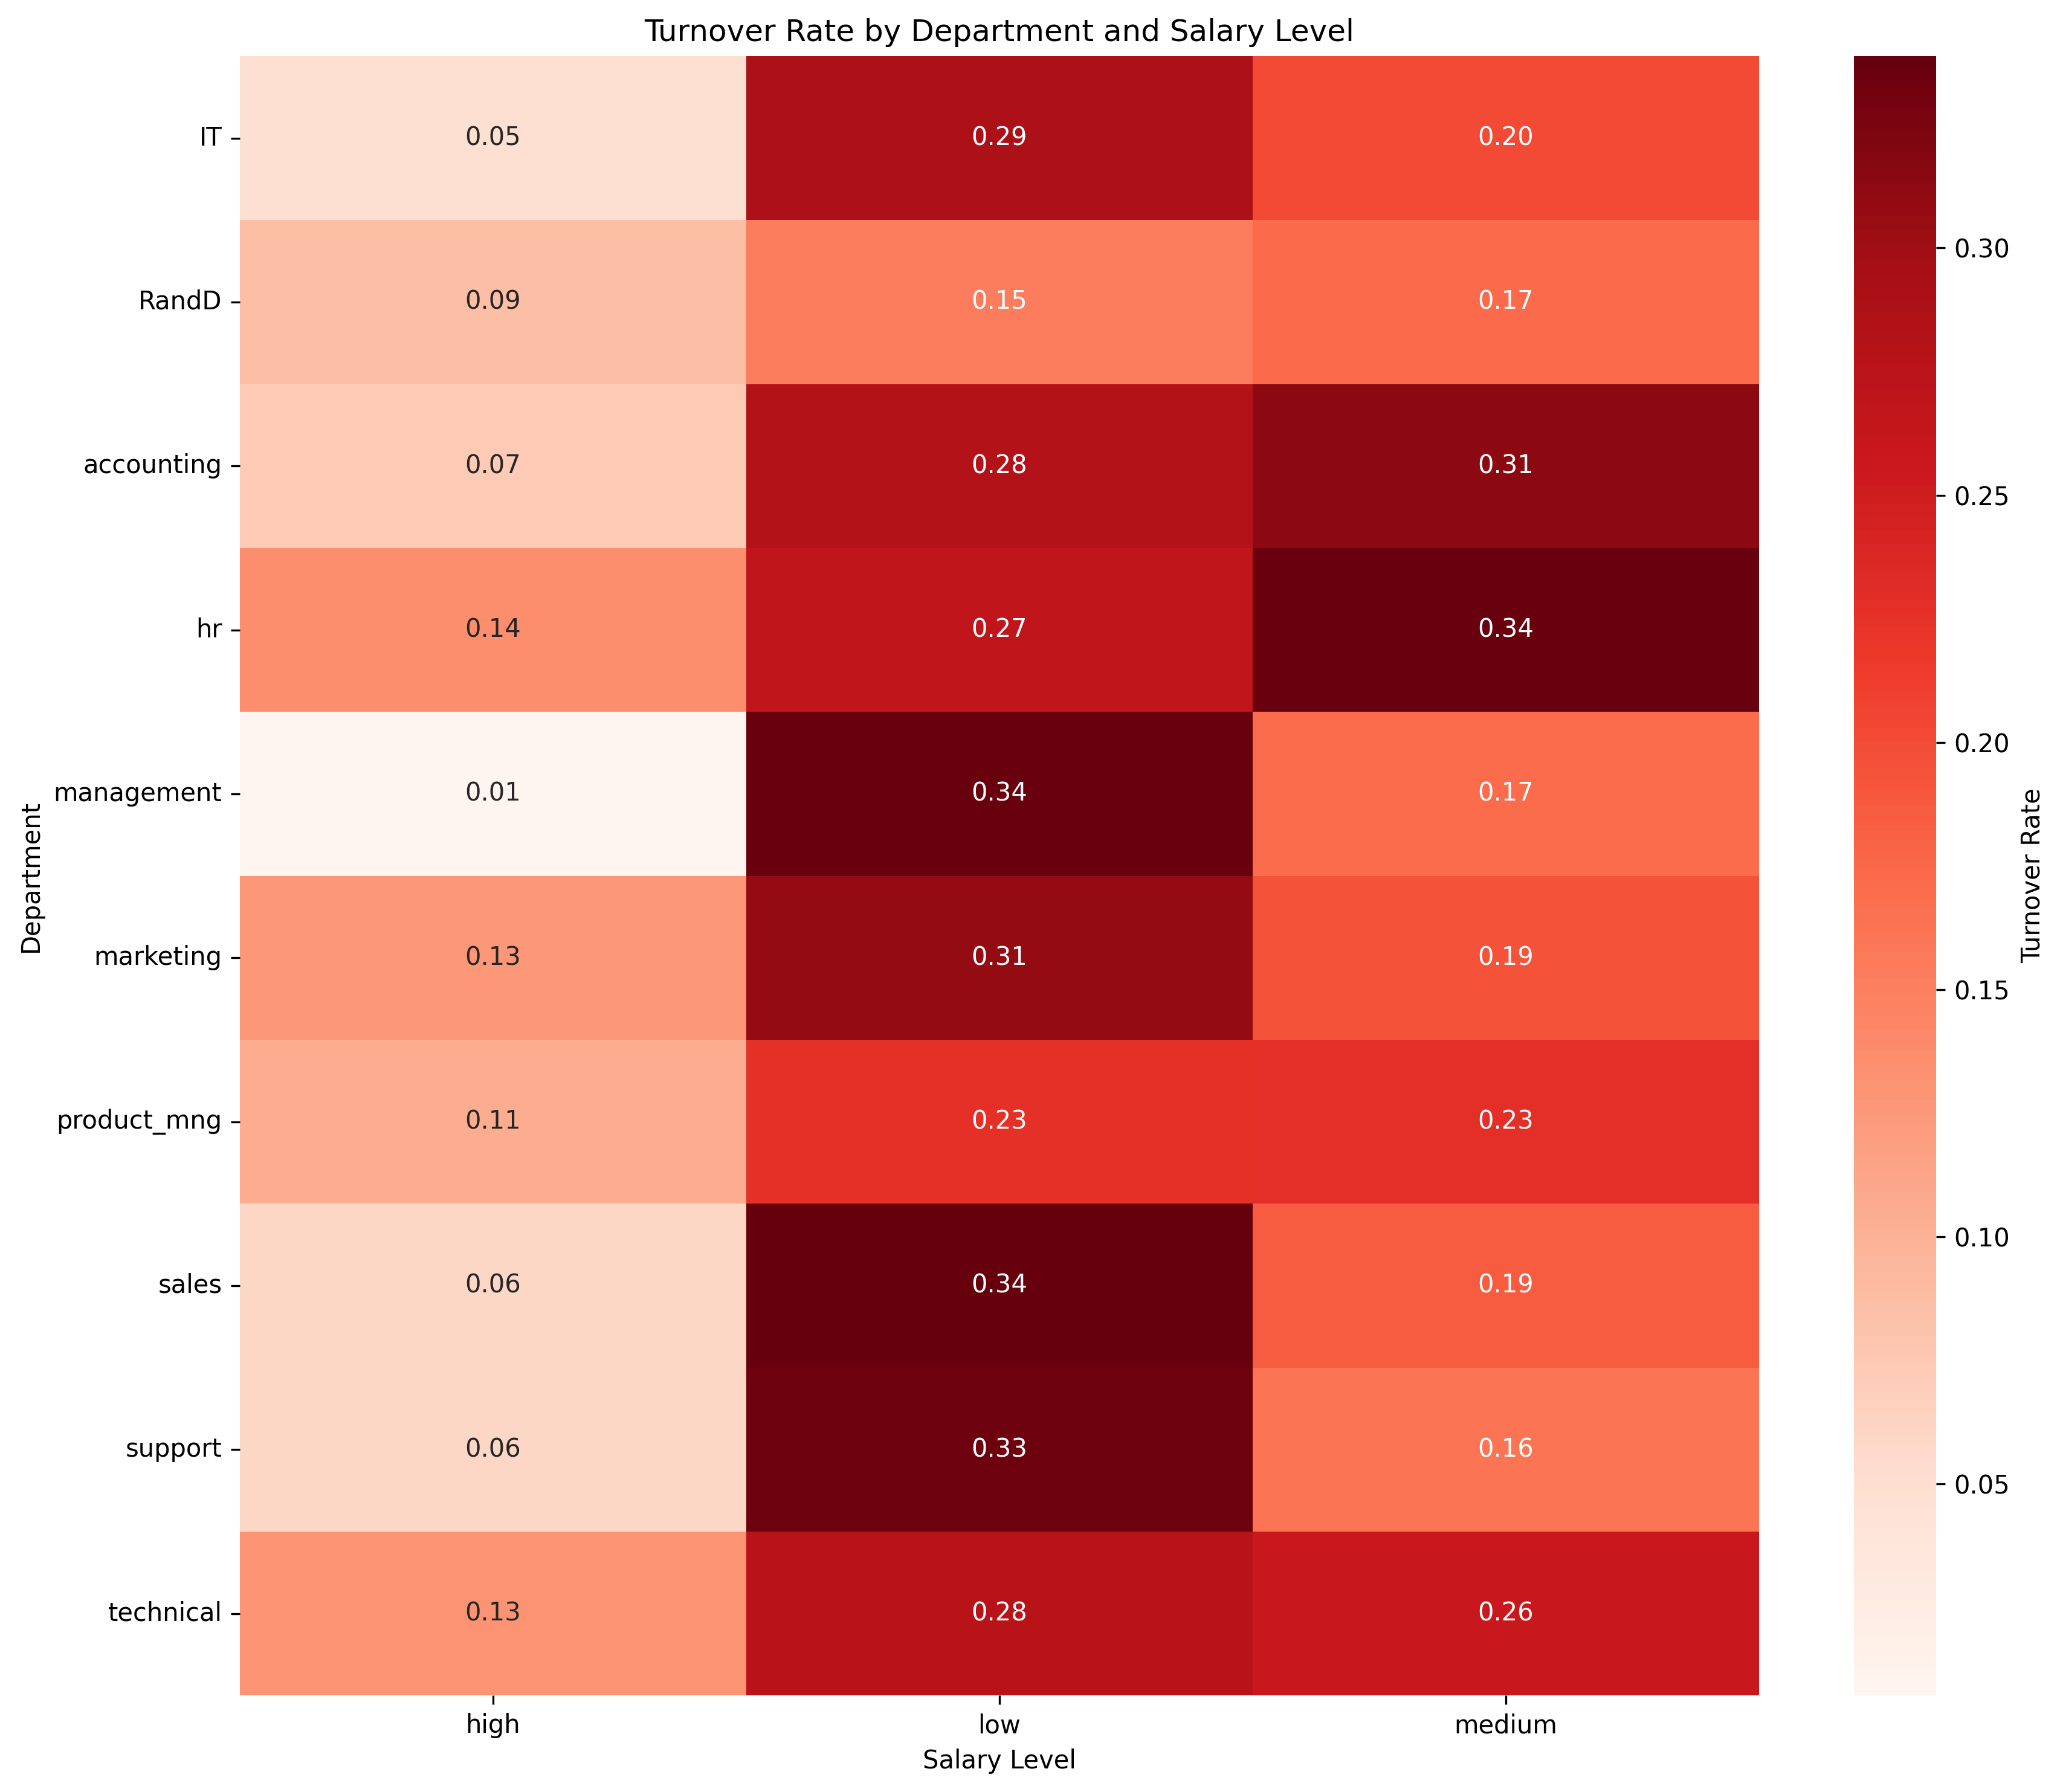 Turnover Rate by Department and Salary Level
Department
IT 0.05 0.29 0.20
RandD 0.09 0.15 0.17
accounting 0.07 0.28 0.31
hr 0.14 0.27 0.34
management 0.01 0.34 0.17
marketing 0.13 0.31 0.19
product_mng 0.11 0.23 0.23
sales 0.06 0.34 0.19
support 0.06 0.33 0.16
technical 0.13 0.28 0.26
high low medium
Salary Level
0.30
0.25
0.20
0.15
0.10
0.05
Turnover Rate